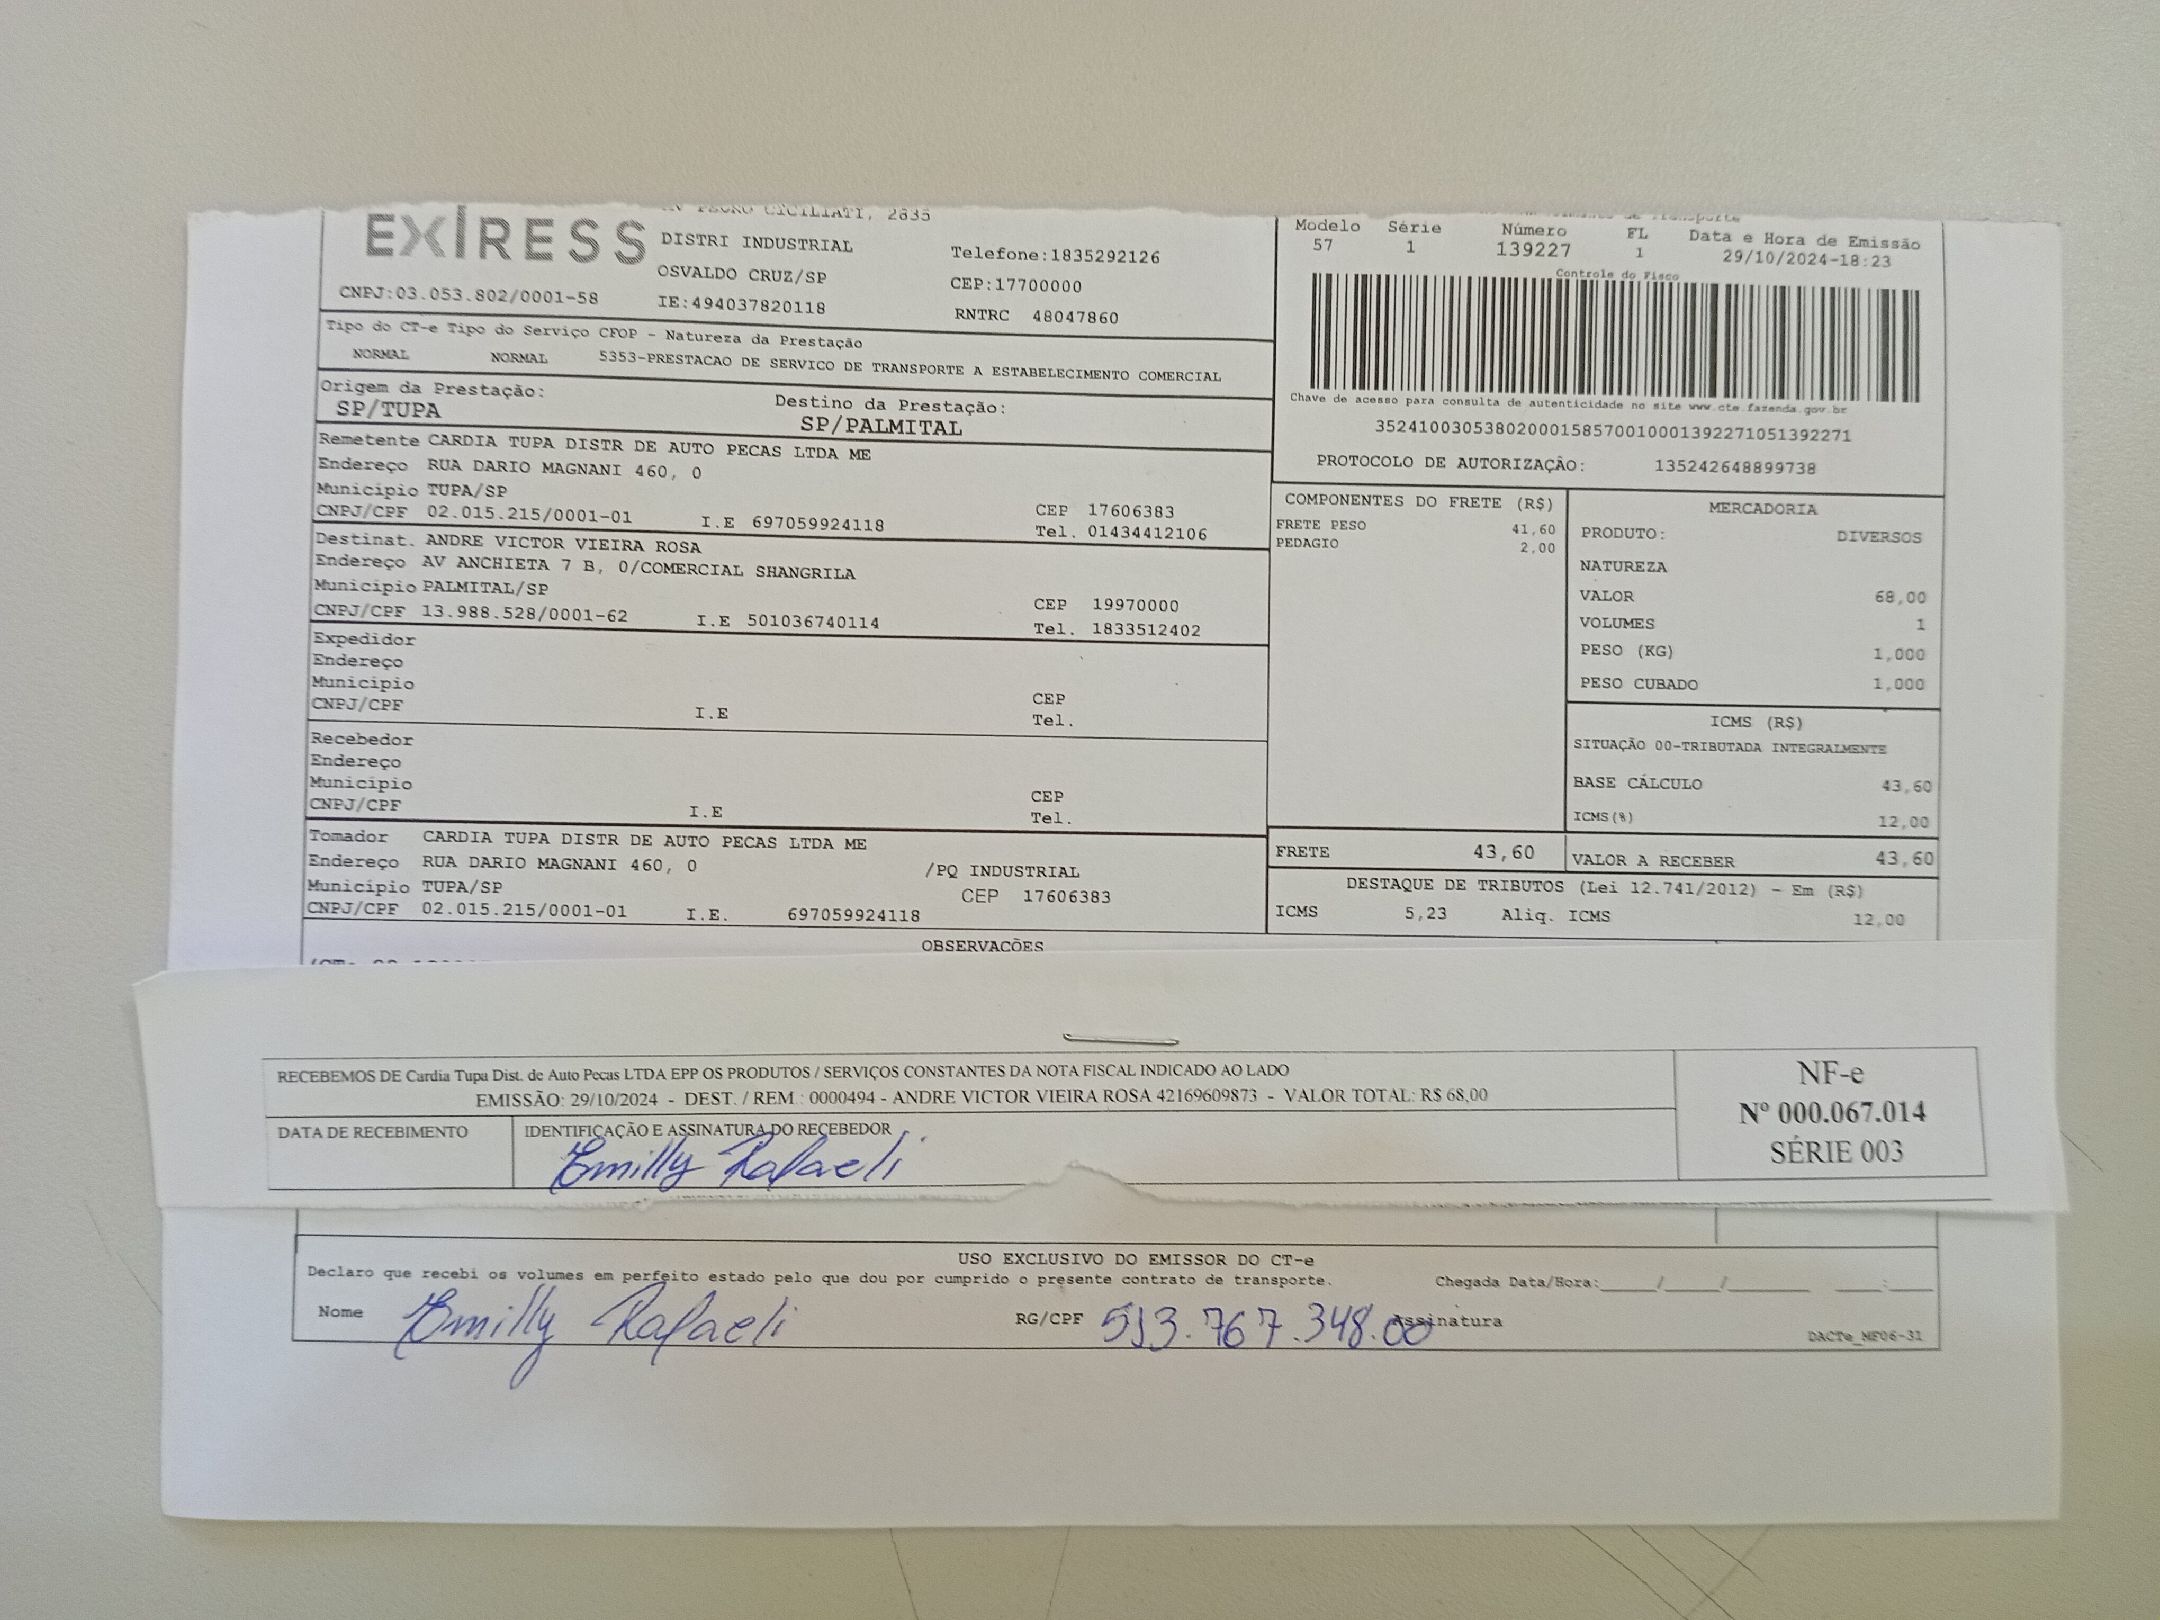 EXPRESS
AV PEDRO CICILIATI, 2835
DISTRI INDUSTRIAL
Telefone:1835292126
OSVALDO CRUZ/SP
CEP:17700000
CNPJ:03.053.802/0001-58
IE:494037820118
RNTRC 48047860
Tipo do CT-e Tipo do Serviço CFOP - Natureza da Prestação
NORMAL NORMAL 5353-PRESTACAO DE SERVICO DE TRANSPORTE A ESTABELECIMENTO COMERCIAL
Origem da Prestação:
SP/TUPA
Destino da Prestação:
SP/PALMITAL
Remetente CARDIA TUPA DISTR DE AUTO PECAS LTDA ME
Endereço RUA DARIO MAGNANI 460, 0
Município TUPA/SP
CEP 17606383
CNPJ/CPF 02.015.215/0001-01 I.E 697059924118 Tel. 01434412106
Destinat. ANDRE VICTOR VIEIRA ROSA
Endereço AV ANCHIETA 7 B, 0/COMERCIAL SHANGRILA
Município PALMITAL/SP
CEP 19970000
CNPJ/CPF 13.988.528/0001-62 I.E 501036740114 Tel. 1833512402
Expedidor
Endereço
Município
CEP
CNPJ/CPF I.E Tel.
Recebedor
Endereço
Município
CEP
CNPJ/CPF I.E Tel.
Tomador CARDIA TUPA DISTR DE AUTO PECAS LTDA ME
Endereço RUA DARIO MAGNANI 460, 0 /PQ INDUSTRIAL
Município TUPA/SP CEP 17606383
CNPJ/CPF 02.015.215/0001-01 I.E. 697059924118
OBSERVAÇÕES
de Transporte
Modelo Série Número FL Data e Hora de Emissão
57 1 139227 1 29/10/2024-18:23
Controle do Fisco
Chave de acesso para consulta de autenticidade no site www.cte.fazenda.gov.br
35241003053802000158570010001392271051392271
PROTOCOLO DE AUTORIZAÇÃO: 135242648899738
COMPONENTES DO FRETE (R$)
FRETE PESO 41,60
PEDAGIO 2,00
MERCADORIA
PRODUTO: DIVERSOS
NATUREZA
VALOR 68,00
VOLUMES 1
PESO (KG) 1,000
PESO CUBADO 1,000
ICMS (R$)
SITUAÇÃO 00-TRIBUTADA INTEGRALMENTE
BASE CÁLCULO 43,60
ICMS(%) 12,00
FRETE 43,60 VALOR A RECEBER 43,60
DESTAQUE DE TRIBUTOS (Lei 12.741/2012) - Em (R$)
ICMS 5,23 Aliq. ICMS 12,00
RECEBEMOS DE Cardia Tupa Dist. de Auto Pecas LTDA EPP OS PRODUTOS / SERVIÇOS CONSTANTES DA NOTA FISCAL INDICADO AO LADO
EMISSÃO: 29/10/2024 - DEST. / REM.: 0000494 - ANDRE VICTOR VIEIRA ROSA 42169609873 - VALOR TOTAL: R$ 68,00
DATA DE RECEBIMENTO IDENTIFICAÇÃO E ASSINATURA DO RECEBEDOR
Emilly Rafaeli
NF-e
Nº 000.067.014
SÉRIE 003
USO EXCLUSIVO DO EMISSOR DO CT-e
Declaro que recebi os volumes em perfeito estado pelo que dou por cumprido o presente contrato de transporte. Chegada Data/Hora:____/____/______ ____:____
Nome Emilly Rafaeli RG/CPF 513.767.348.00 Assinatura
DACTe_MF06-31